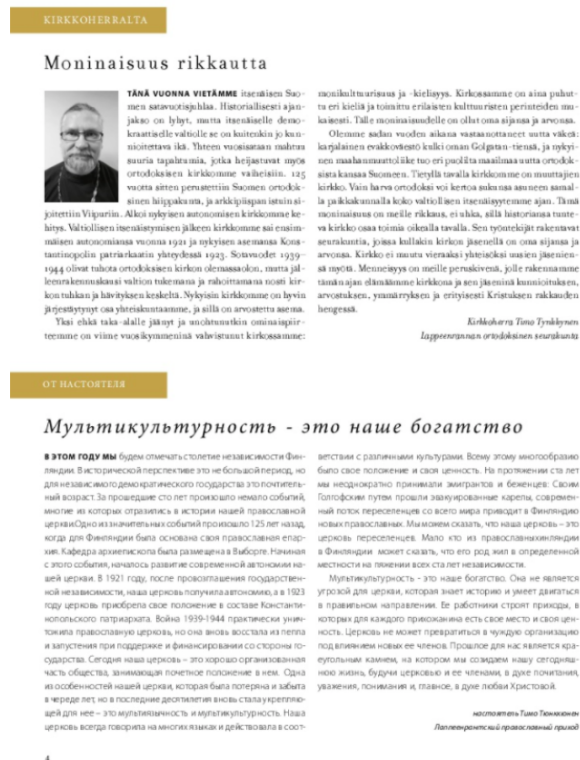 KIRKKOHERRALTA
Moninaisuus rikkautta
TÄNÄ VUONNA VIETÄMME itsenäisen Suo-
men satavuotisjuhlaa. Historiallisesti ajan-
jakso on lyhyt, mutta itsenäiselle demo-
kraattiselle valtiolle se on kuitenkin jo kun-
nioitettava ikä. Yhteen vuosisataan mahtuu
suuria tapahtumia, jotka heijastuvat myös
ortodoksisen kirkkomme vaiheisiin. 125
vuotta sitten perustettiin Suomen ortodok-
sinen hiippakunta, ja arkkipiispan istuin si-
joitettiin Viipuriin. Alkoi nykyisen autonomisen kirkkomme ke-
hitys. Valtiollisen itsenäistymisen jälkeen kirkkomme sai ensim-
mäisen autonomiansa vuonna 1921 ja nykyisen asemansa Kons-
tantinopolin patriarkaatin yhteydessä 1923. Sotavuodet 1939–
1944 olivat tuhota ortodoksisen kirkon olemassaolon, mutta jäl-
leenrakennuskausi valtion tukemana ja rahoittamana nosti kir-
kon tuhkan ja hävityksen keskeltä. Nykyisin kirkkomme on hyvin
järjestäytynyt osa yhteiskuntaamme, ja sillä on arvostettu asema.
Yksi ehkä taka-alalle jäänyt ja unohtunutkin ominaispiir-
teemme on viime vuosikymmeninä vahvistunut kirkossamme:
monikulttuurisuus ja -kielisyys. Kirkossamme on aina puhut-
tu eri kieliä ja toimittu erilaisten kulttuuristen perinteiden mu-
kaisesti. Tälle moninaisuudelle on ollut oma sijansa ja arvonsa.
Olemme sadan vuoden aikana vastaanottaneet uutta väkeä:
karjalainen evakkoväestö kulki oman Golgatan-tiensä, ja nykyi-
nen maahanmuuttoliike tuo eri puolilta maailmaa uutta ortodok-
sista kansaa Suomeen. Tietyllä tavalla kirkkomme on muuttajien
kirkko. Vain harva ortodoksi voi kertoa sukunsa asuneen samal-
la paikkakunnalla koko valtiollisen itsenäisyytemme ajan. Tämä
moninaisuus on meille rikkaus, ei uhka, sillä historiansa tunte-
va kirkko osaa toimia oikealla tavalla. Sen työntekijät rakentavat
seurakuntia, joissa kullakin kirkon jäsenellä on oma sijansa ja
arvonsa. Kirkko ei muutu vieraaksi yhteisöksi uusien jäsenien-
sä myötä. Menneisyys on meille peruskivenä, jolle rakennamme
tämän ajan elämäämme kirkkona ja sen jäseninä kunnioituksen,
arvostuksen, ymmärryksen ja erityisesti Kristuksen rakkauden
hengessä.
Kirkkoherra Timo Tynkkynen
Lappeenrannan ortodoksinen seurakunta
ОТ НАСТОЯТЕЛЯ
Мультикультурность - это наше богатство
В ЭТОМ ГОДУ МЫ будем отмечать столетие независимости Фин-
ляндии. В исторической перспективе это не большой период, но
для независимого демократического государства это почтитель-
ный возраст. За прошедшие сто лет произошло немало событий,
многие из которых отразились в истории нашей православной
церкви.Одно из значительных событий произошло 125 лет назад,
когда для Финляндии была основана своя православная епар-
хия. Кафедра архиепископа была размещена в Выборге. Начиная
с этого события, началось развитие современной автономии на-
шей церкви. В 1921 году, после провозглашения государствен-
ной независимости, наша церковь получила автономию, а в 1923
году церковь приобрела свое положение в составе Константи-
нопольского патриархата. Война 1939-1944 практически унич-
тожила православную церковь, но она вновь восстала из пепла
и запустения при поддержке и финансировании со стороны го-
сударства. Сегодня наша церковь – это хорошо организованная
часть общества, занимающая почетное положение в нем. Одна
из особенностей нашей церкви, которая была потеряна и забыта
в череде лет, но в последние десятилетия вновь стала укрепляю-
щей для нее – это мультиязычность и мультикультурность. Наша
церковь всегда говорила на многих языках и действовала в соот-
ветствии с различными культурами. Всему этому многообразию
было свое положение и своя ценность. На протяжении ста лет
мы неоднократно принимали эмигрантов и беженцев: Своим
Голгофским путем прошли эвакуированные карелы, современ-
ный поток переселенцев со всего мира приводит в Финляндию
новых православных. Мы можем сказать, что наша церковь – это
церковь переселенцев. Мало кто из православныхинляндии
в Финляндии может сказать, что его род жил в определенной
местности на тяжении всех ста лет независимости.
Мультикультурность - это наше богатство. Она не является
угрозой для церкви, которая знает историю и умеет двигаться
в правильном направлении. Ее работники строят приходы, в
которых для каждого прихожанина есть свое место и своя цен-
ность. Церковь не может превратиться в чуждую организацию
под влиянием новых ее членов. Прошлое для нас является кра-
еугольным камнем, на котором мы созидаем нашу сегодняш-
нюю жизнь, будучи церковью и ее членами, в духе почитания,
уважения, понимания и, главное, в духе любви Христовой.
настоятель Тимо Тюнккюнен
Лаппеенрантский православный приход